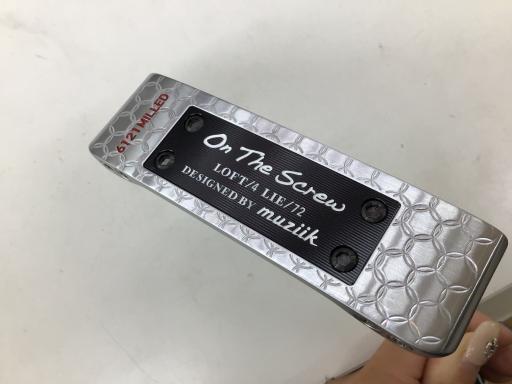 6121 MILLED
On The Screw
LOFT/4 LIE/72
DESIGNED BY muziik